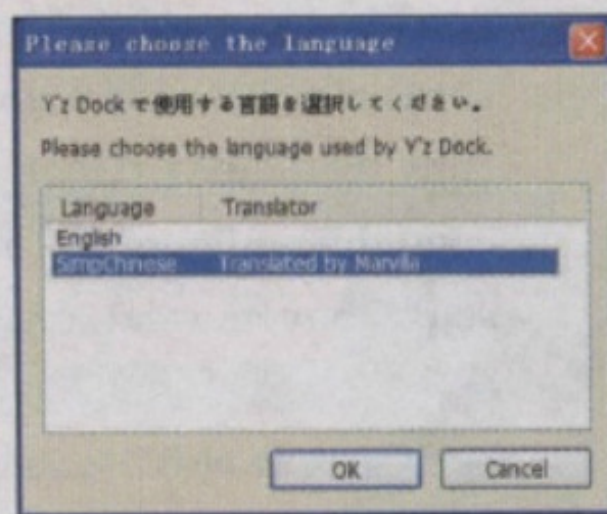 Please choose the language
Y'z Dock で使用する言語を選択してください。
Please choose the language used by Y'z Dock.
Language Translator
English
SimpChinese Translated by Marvilla
OK Cancel